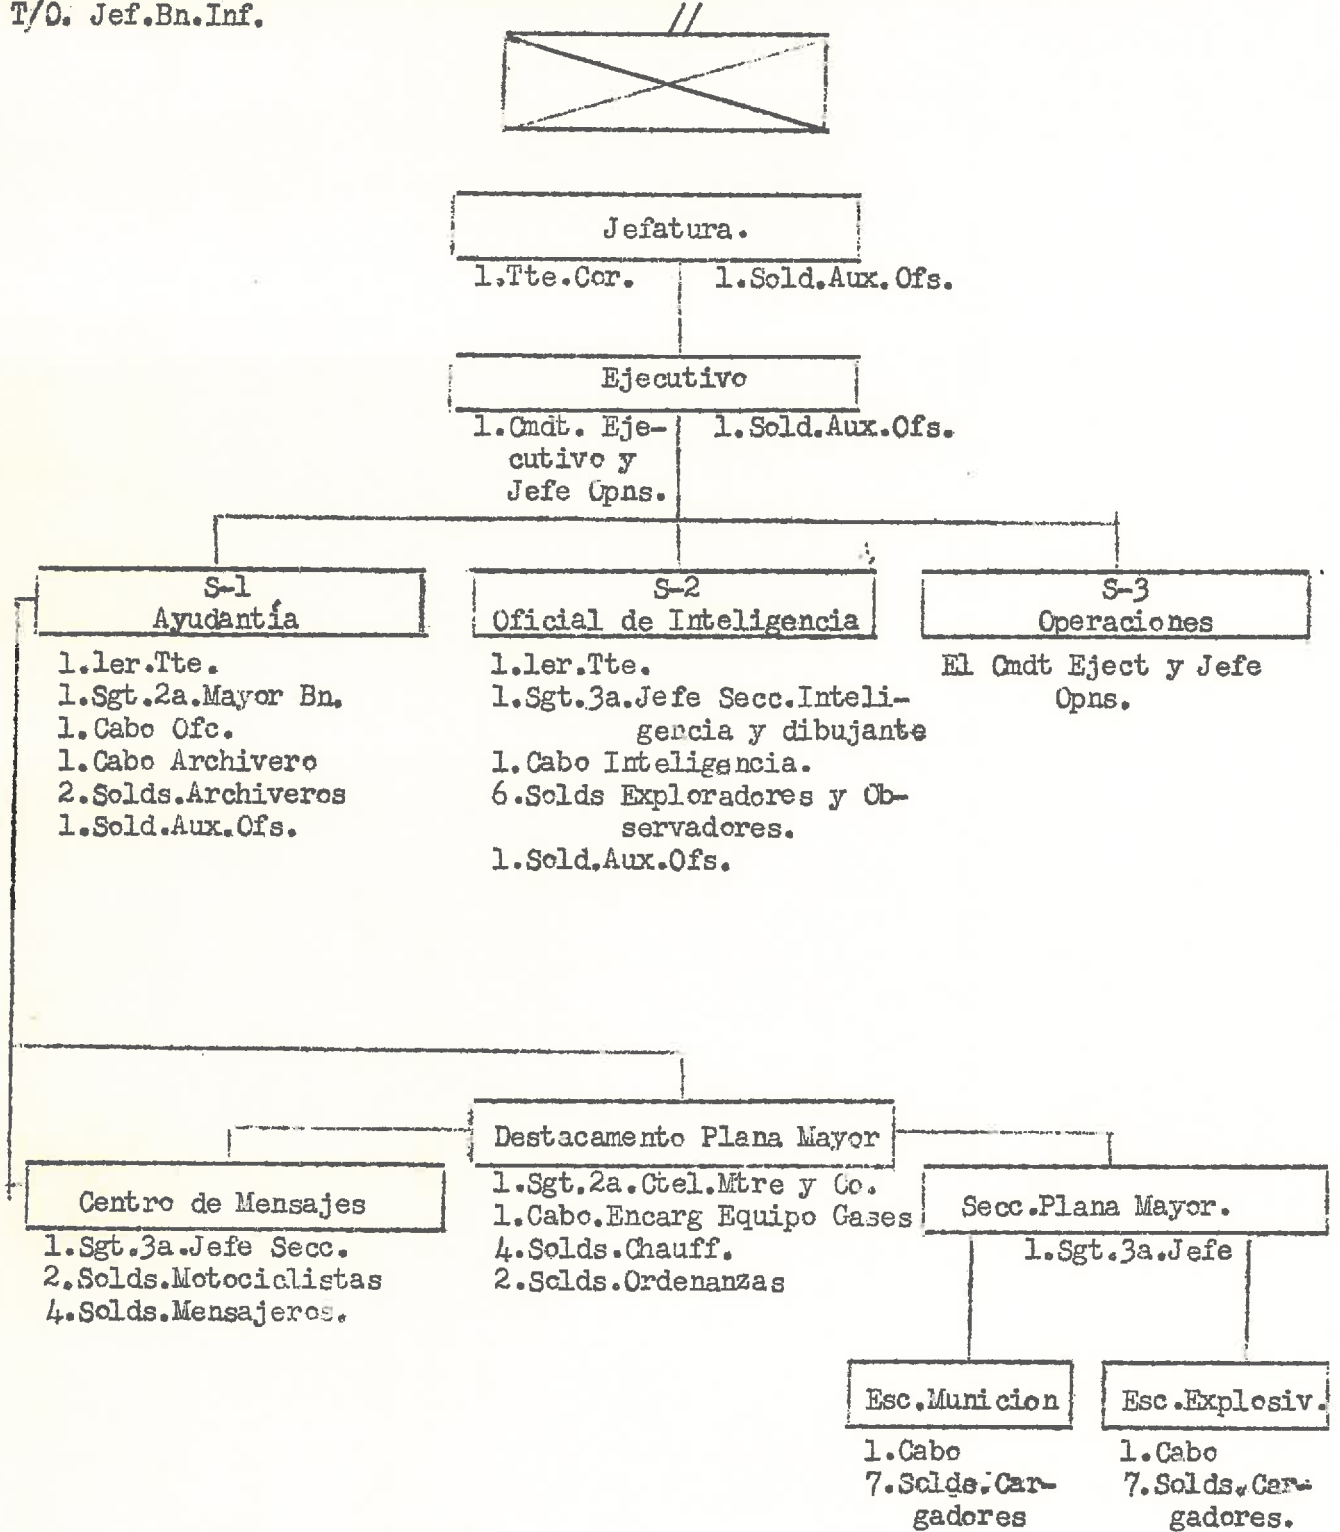 T/O. Jef.Bn.Inf.
Jefatura.
1.Tte.Cor.
1.Sold.Aux.Ofs.
Ejecutivo
1.Cmdt. Eje-
cutivo y
Jefe Opns.
1.Sold.Aux.Ofs.
S-1
Ayudantía
1.1er.Tte.
1.Sgt.2a.Mayor Bn.
1.Cabo Ofc.
1.Cabo Archivero
2.Solds.Archiveros
1.Sold.Aux.Ofs.
S-2
Oficial de Inteligencia
1.1er.Tte.
1.Sgt.3a.Jefe Secc.Inteli-
gencia y dibujante
1.Cabo Inteligencia.
6.Solds Exploradores y Ob-
servadores.
1.Sold.Aux.Ofs.
S-3
Operaciones
El Cmdt Eject y Jefe
Opns.
Destacamento Plana Mayor
1.Sgt.2a.Ctel.Mtre y Co.
1.Cabo.Encarg Equipo Gases
4.Solds.Chauff.
2.Solds.Ordenanzas
Centro de Mensajes
1.Sgt.3a.Jefe Secc.
2.Solds.Motociclistas
4.Solds.Mensajeros.
Secc.Plana Mayor.
1.Sgt.3a.Jefe
Esc.Municion
1.Cabo
7.Solds.Car-
gadores
Esc.Explosiv.
1.Cabo
7.Solds.Car-
gadores.